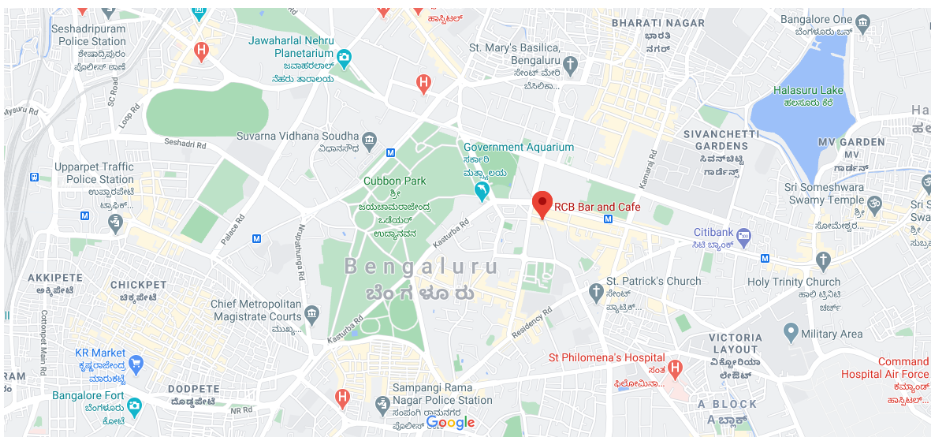 Seshadripuram
Police Station
ಶೇಷಾದ್ರಿಪುರಂ
ಪೊಲೀಸ್ ಠಾಣೆ
ಹಾಸ್ಪಿಟಲ್
BHARATI NAGAR
ಭಾರತಿ
ನಗರ್
Bangalore One
ಬೆಂಗಳೂರು.ಒನ್
Jawaharlal Nehru
Planetarium
ಜವಾಹರಲಾಲ್
ನೆಹರು ತಾರಾಲಯ
St. Mary's Basilica,
Bengaluru
ಸೇಂಟ್ ಮೇರಿ
ಬೆಸಿಲಿಕಾ...
Halasuru Lake
ಹಲಸೂರು ಕೆರೆ
Mysuru Rd
SC Road
Loop Rd
Seshadri Rd
Suvarna Vidhana Soudha
ವಿಧಾನಸೌಧ
Government Aquarium
ಸರ್ಕಾರಿ
ಮತ್ಸ್ಯಾಲಯ
SIVANCHETTI
GARDENS
ಸಿವನ್‌ಚೆಟ್ಟಿ
ಗಾರ್ಡೆನ್ಸ್
MV GARDEN
MV
ಗಾರ್ಡನ್
Ha
Upparpet Traffic
Police Station
ಉಪ್ಪಾರಪೇಟೆ
ಟ್ರಾಫಿಕ್...
Cubbon Park
ಶ್ರೀ
ಜಯಚಾಮರಾಜೇಂದ್ರ
ಒಡೆಯರ್
ಉದ್ಯಾನವನ
Kamaraj Rd
RCB Bar and Cafe
Sri Someshwara
Swamy Temple
ಸೋಮೇಶ್ವರ...
Sri S
Sub
ಶ್ರೀ
ಸುಬ್ರ
Palace Rd
Nrupathunga Rd
Kasturba Rd
Citibank
ಸಿಟಿ ಬ್ಯಾಂಕ್
Bengaluru
ಬೆಂಗಳೂರು
AKKIPETE
ಅಕ್ಕಿಪೇಟೆ
CHICKPET
ಚಿಕ್ಕಪೇಟೆ
St. Patrick's Church
ಸೇಂಟ್
ಪ್ಯಾಟ್ರಿಕ್...
Holy Trinity Church
ಹಾಲಿ ಟ್ರಿನಿಟಿ
ಚರ್ಚ್
Chief Metropolitan
Magistrate Courts
ಮುಖ್ಯ...
Kasturba Rd
Residency Rd
Cottonpet Main Rd
VICTORIA
LAYOUT
ವಿಕ್ಟೋರಿಯಾ
ಲೇಔಟ್
Military Area
KR Market
ಕೃಷ್ಣರಾಜೇಂದ್ರ
ಮಾರುಕಟ್ಟೆ
St Philomena's Hospital
ಸಂತ
ಫಿಲೋಮಿನಾ...
Command
Hospital Air Force
ಕಮ್ಯಾಂಡ್
ಹಾಸ್ಪಿಟಲ್...
RAM
DODPETE
ದೊಡ್ಡಪೇಟೆ
Bangalore Fort
ಬೆಂಗಳೂರು
ಕೋಟೆ
NR Rd
Sampangi Rama
Nagar Police Station
ಸಂಪಂಗಿ ರಾಮನಗರ
A BLOCK
A ಬ್ಲಾಕ್
Google